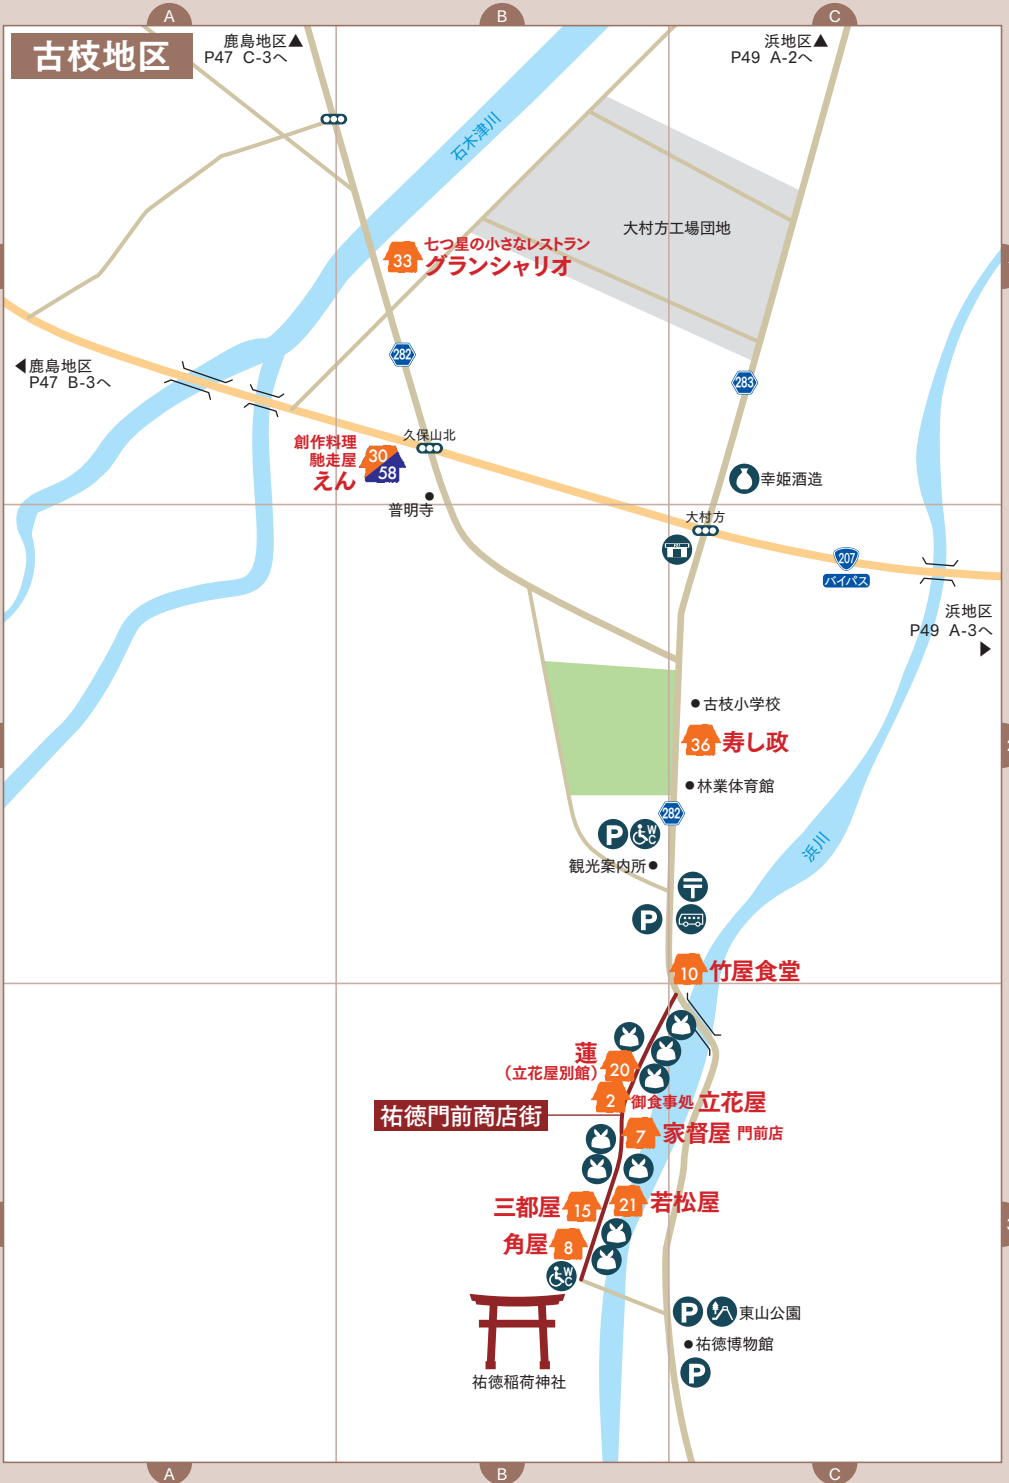 A
B
C
古枝地区
鹿島地区▲
P47 C-3へ
浜地区▲
P49 A-2へ
石木津川
大村方工場団地
七つ星の小さなレストラン
33
グランシャリオ
282
◀鹿島地区
P47 B-3へ
283
久保山北
創作料理
馳走屋
えん
30
58
普明寺
幸姫酒造
大村方
207
バイパス
浜地区
P49 A-3へ
▶
●古枝小学校
36
寿し政
●林業体育館
282
P
WC
観光案内所●
浜川
〒
P
10
竹屋食堂
蓮
(立花屋別館)
20
2
御食事処 立花屋
祐徳門前商店街
7
家督屋 門前店
三都屋
15
21
若松屋
角屋
8
WC
P
東山公園
●祐徳博物館
P
祐徳稲荷神社
A
B
C